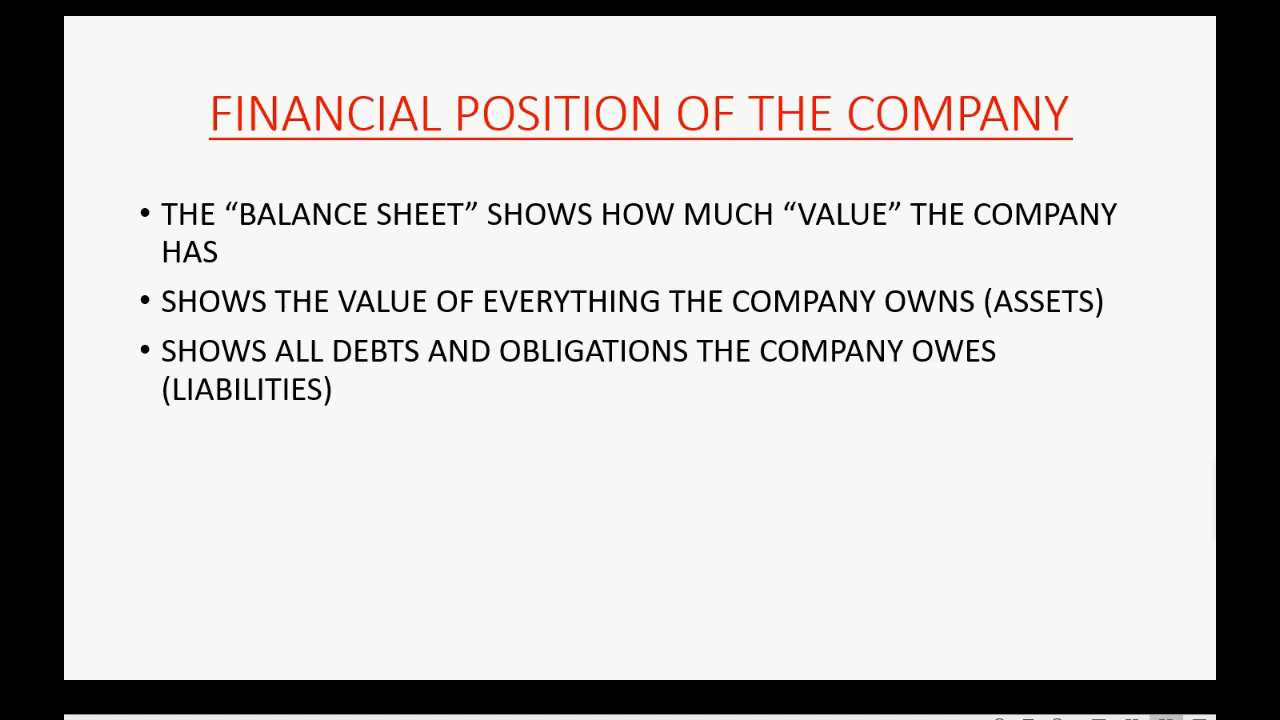 FINANCIAL POSITION OF THE COMPANY
• THE “BALANCE SHEET” SHOWS HOW MUCH “VALUE” THE COMPANY
HAS
• SHOWS THE VALUE OF EVERYTHING THE COMPANY OWNS (ASSETS)
• SHOWS ALL DEBTS AND OBLIGATIONS THE COMPANY OWES
(LIABILITIES)